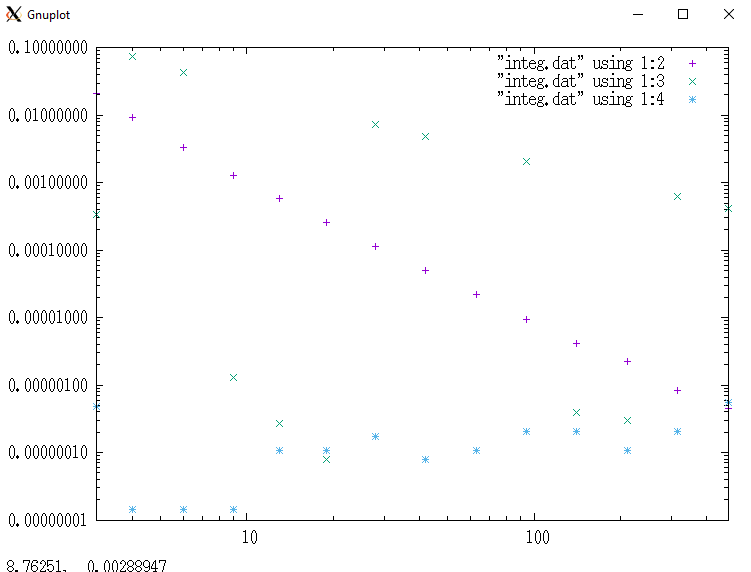 Gnuplot
0.10000000
0.01000000
0.00100000
0.00010000
0.00001000
0.00000100
0.00000010
0.00000001
10
100
"integ.dat" using 1:2
"integ.dat" using 1:3
"integ.dat" using 1:4
8.76251, 0.00288947